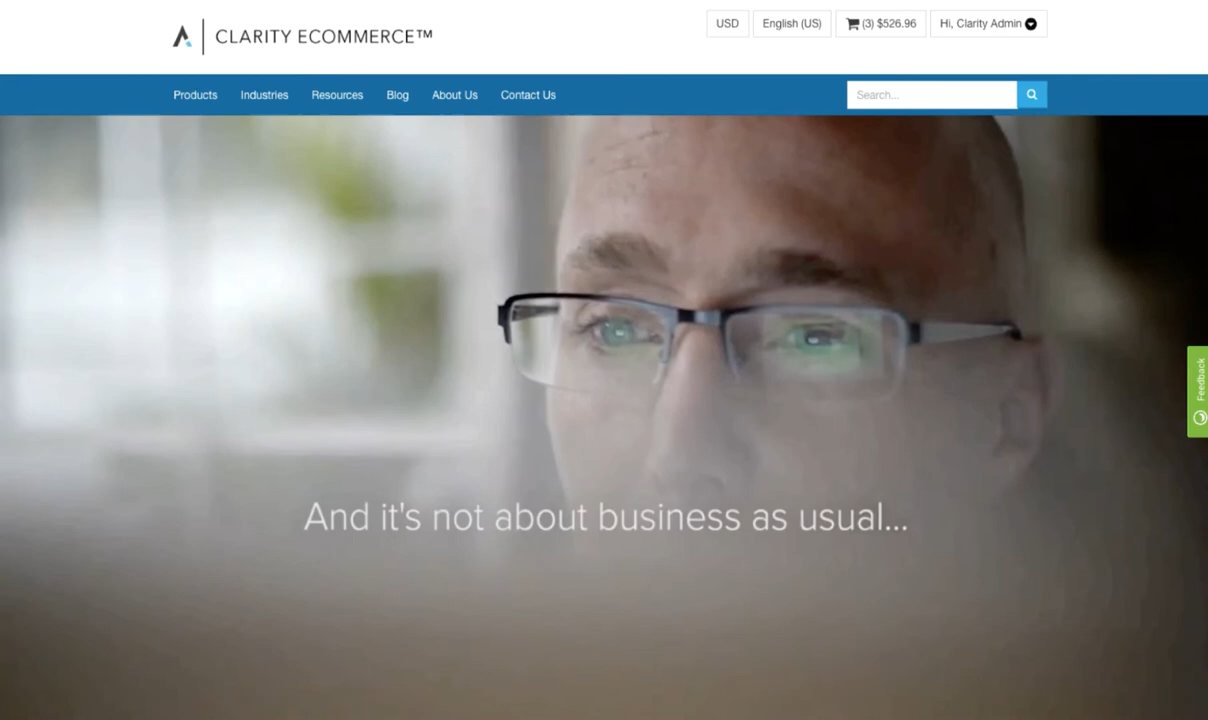 CLARITY ECOMMERCE™
USD
English (US)
(3) $526.96
Hi, Clarity Admin
Products
Industries
Resources
Blog
About Us
Contact Us
Search...
Feedback
And it's not about business as usual...